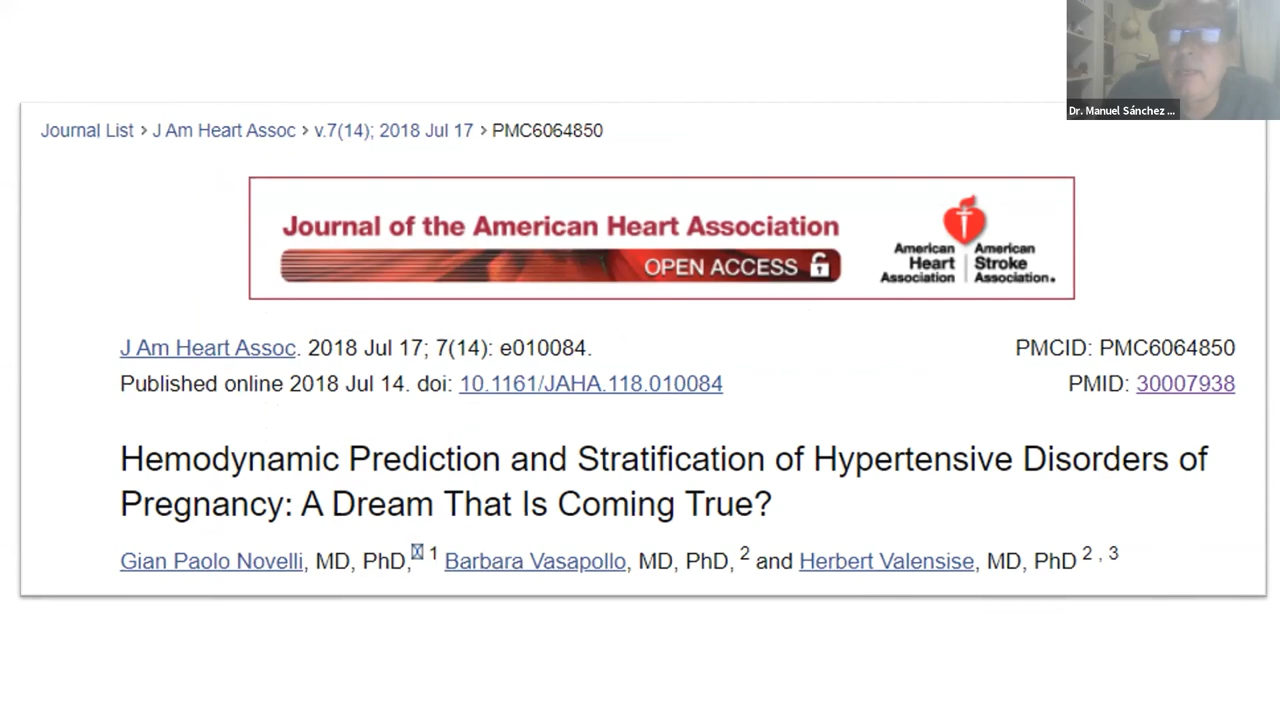 Dr. Manuel Sánchez ...
Journal List › J Am Heart Assoc › v.7(14); 2018 Jul 17 › PMC6064850
Journal of the American Heart Association
OPEN ACCESS
American
Heart
Association
American
Stroke
Association.
J Am Heart Assoc. 2018 Jul 17; 7(14): e010084.
PMCID: PMC6064850
Published online 2018 Jul 14. doi: 10.1161/JAHA.118.010084
PMID: 30007938
Hemodynamic Prediction and Stratification of Hypertensive Disorders of
Pregnancy: A Dream That Is Coming True?
Gian Paolo Novelli, MD, PhD, 1 Barbara Vasapollo, MD, PhD, 2 and Herbert Valensise, MD, PhD 2 , 3